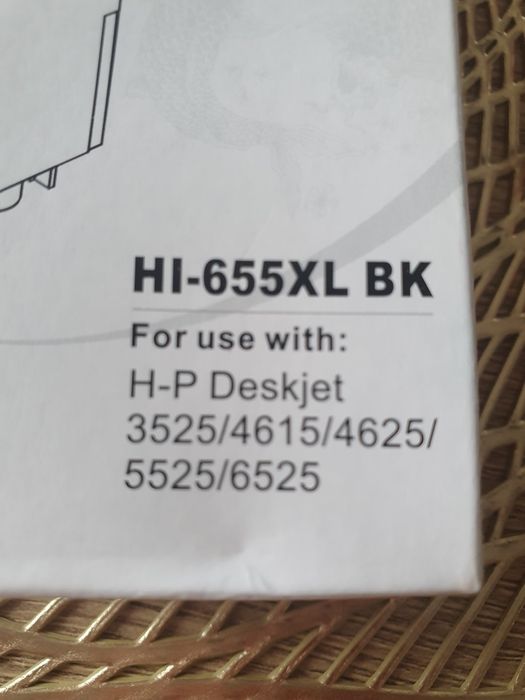 HI-655XL BK
For use with:
H-P Deskjet
3525/4615/4625/
5525/6525